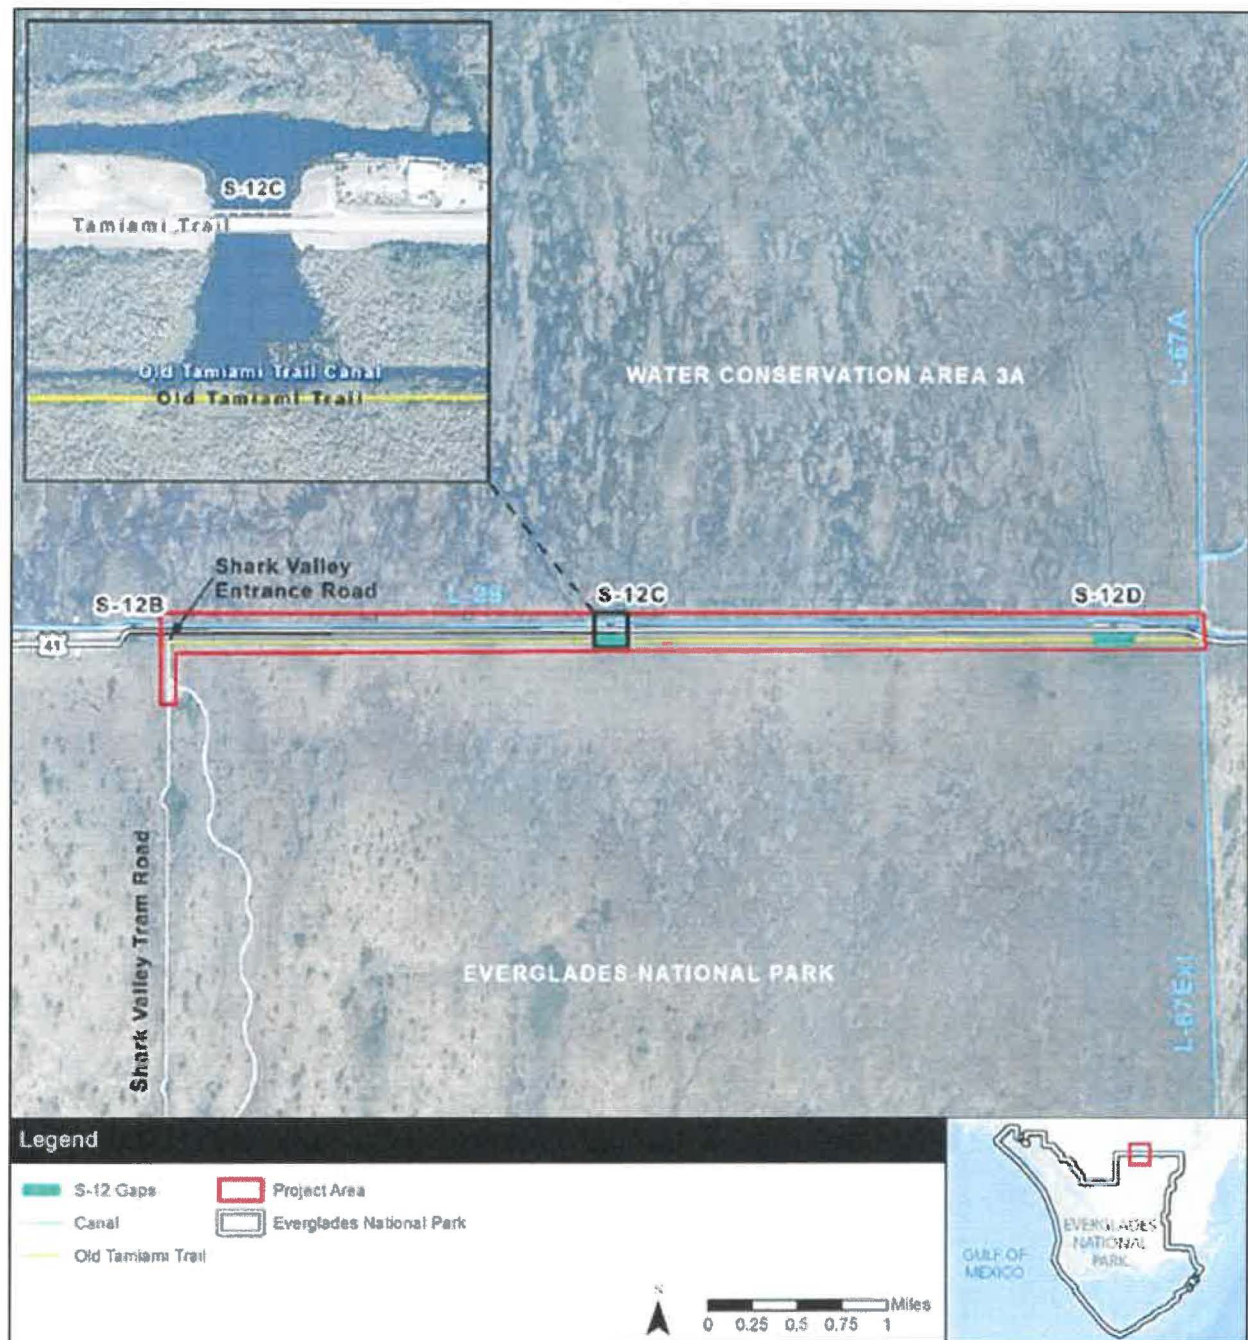 S-12C
Tamiami Trail
Old Tamiami Trail Canal
Old Tamiami Trail
WATER CONSERVATION AREA 3A
L-67A
Shark Valley
Entrance Road
S-12B
L-29
S-12C
S-12D
41
Shark Valley Tram Road
EVERGLADES NATIONAL PARK
L-67Ext
Legend
S-12 Gaps
Project Area
Canal
Everglades National Park
Old Tamiami Trail
N
Miles
0 0.25 0.5 0.75 1
EVERGLADES
NATIONAL
PARK
GULF OF
MEXICO